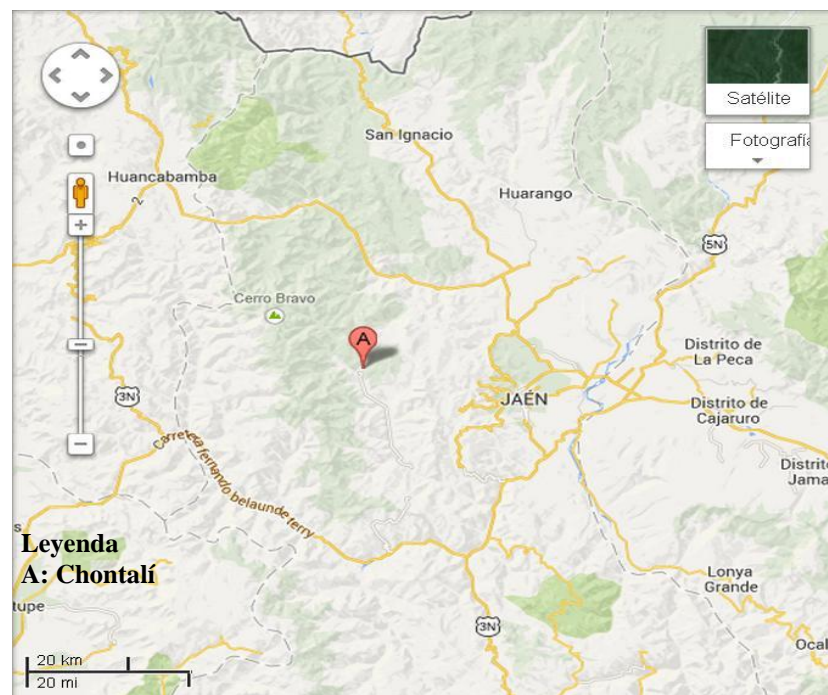 Satélite
Fotografía
San Ignacio
Huancabamba
Huarango
2
5N
Cerro Bravo
A
Distrito de
La Peca
3N
JAÉN
Distrito de
Cajaruro
Carretera fernando belaunde terry
Distrito
Jama
Leyenda
A: Chontalí
Lonya
Grande
tupe
3N
Ocal
20 km
20 mi